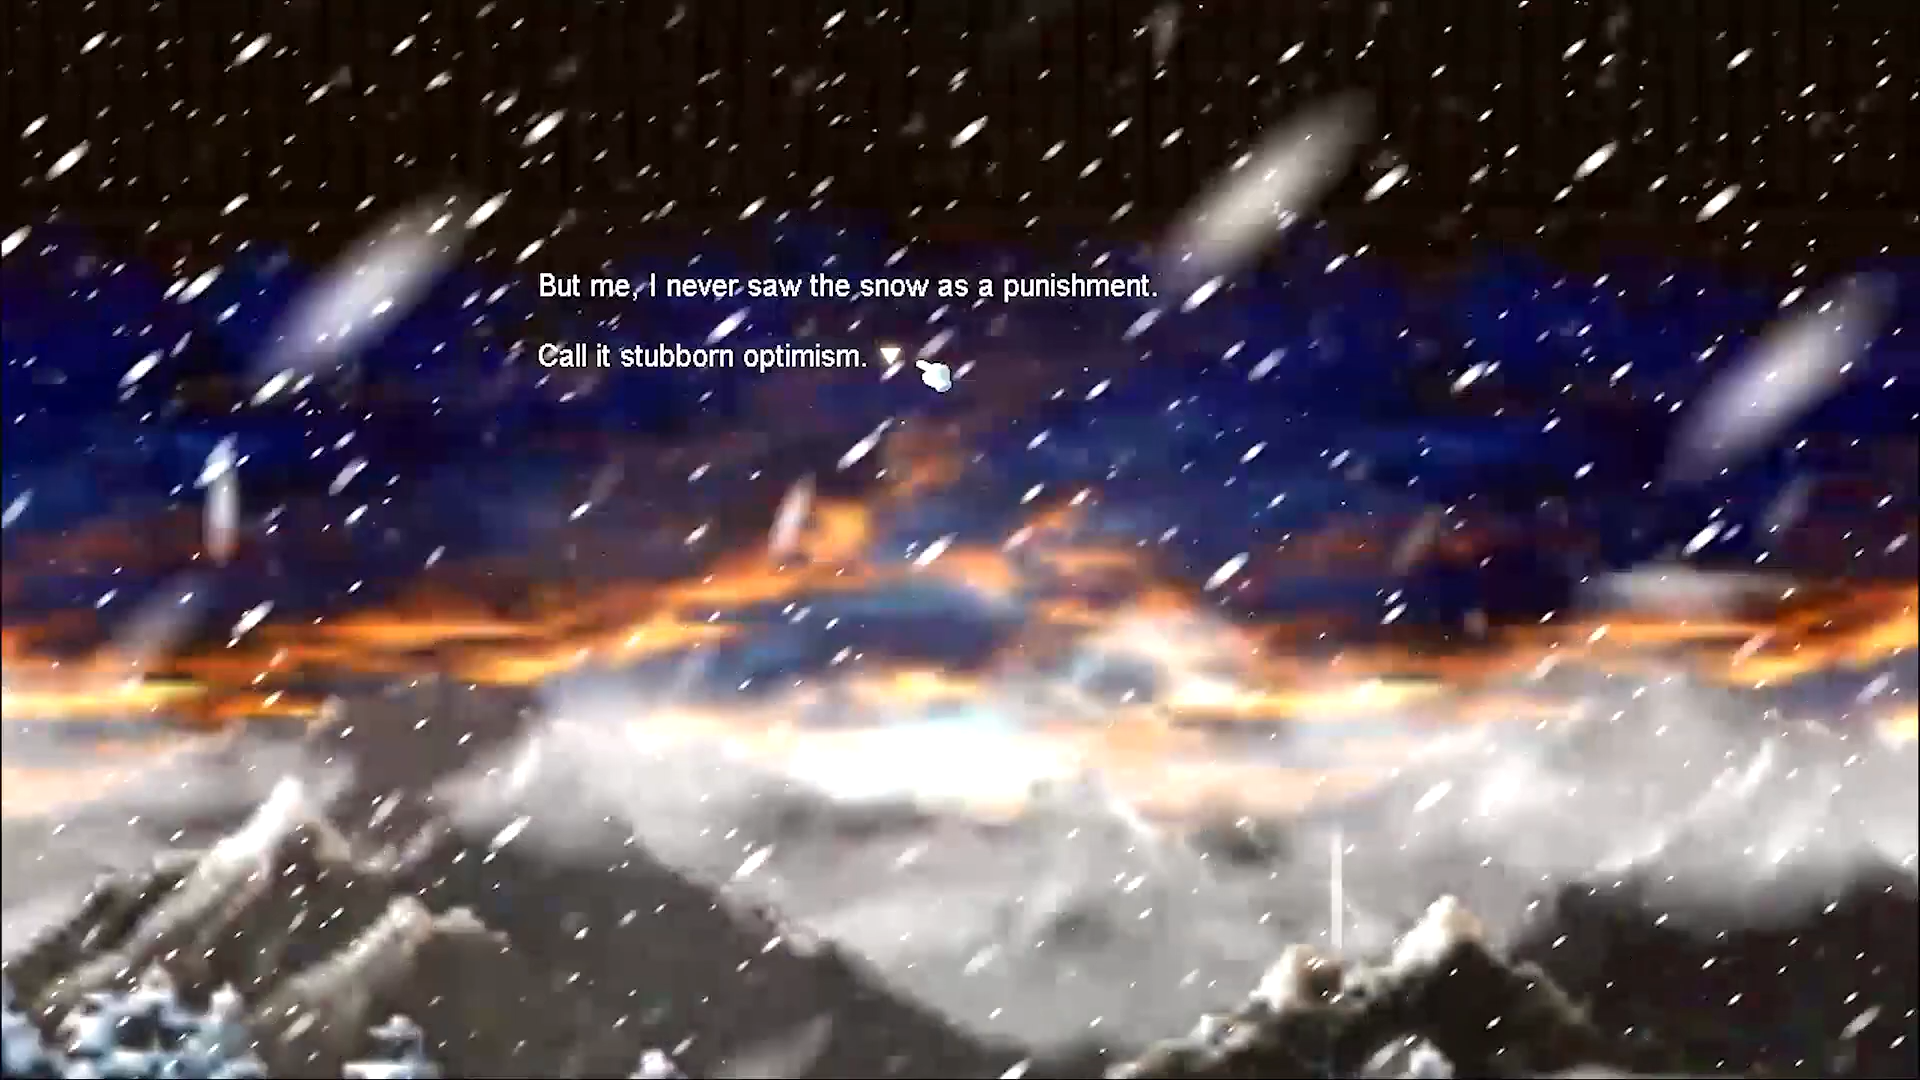 But me, I never saw the snow as a punishment.
Call it stubborn optimism.